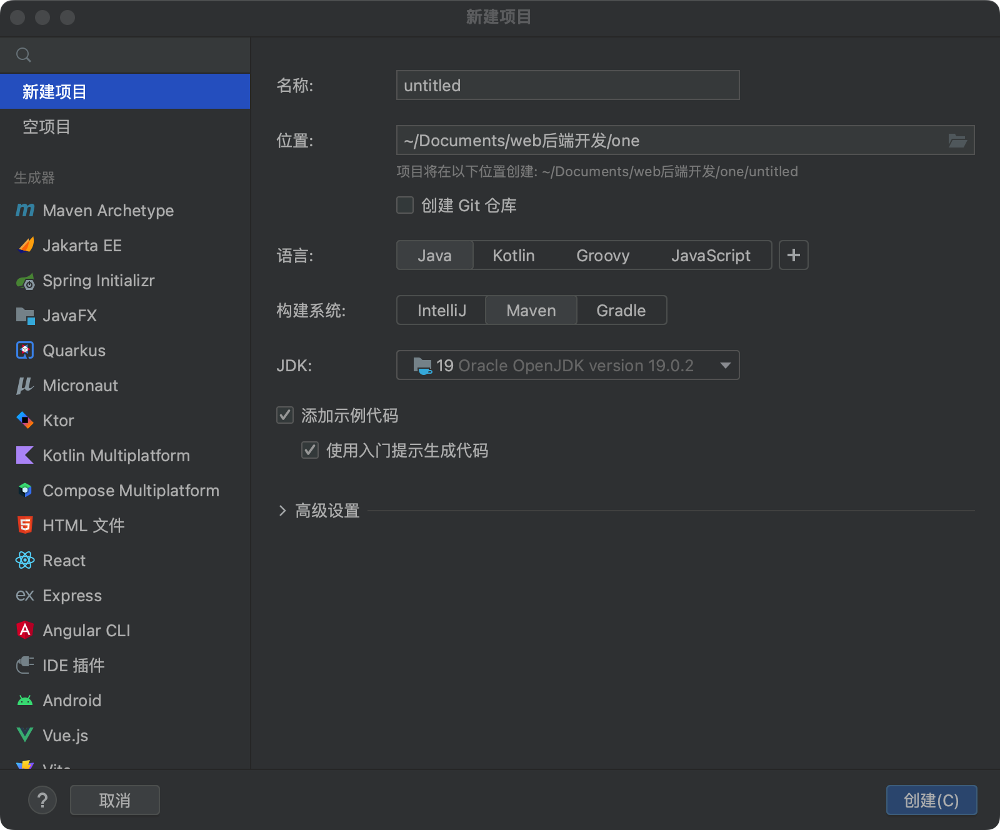 新建项目
新建项目
空项目
生成器
Maven Archetype
Jakarta EE
Spring Initializr
JavaFX
Quarkus
Micronaut
Ktor
Kotlin Multiplatform
Compose Multiplatform
HTML 文件
React
ex Express
Angular CLI
IDE 插件
Android
Vue.js
名称: untitled
位置: ~/Documents/web后端开发/one
项目将在以下位置创建: ~/Documents/web后端开发/one/untitled
创建 Git 仓库
语言: Java Kotlin Groovy JavaScript +
构建系统: IntelliJ Maven Gradle
JDK: 19 Oracle OpenJDK version 19.0.2
添加示例代码
使用入门提示生成代码
高级设置
? 取消 创建(C)